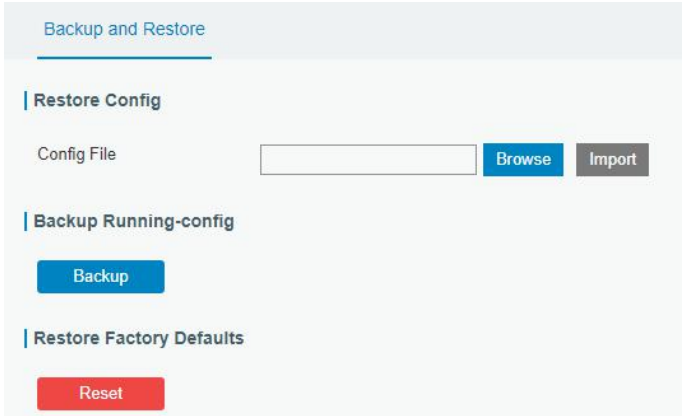 Backup and Restore
Restore Config
Config File Browse Import
Backup Running-config
Backup
Restore Factory Defaults
Reset